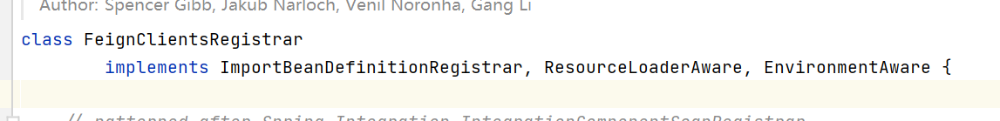 Author: Spencer Gibb, Jakub Narloch, Venil Noronha, Gang Li
class FeignClientsRegistrar
implements ImportBeanDefinitionRegistrar, ResourceLoaderAware, EnvironmentAware {
// patterned after Spring Integration IntegrationComponentScanRegistrar